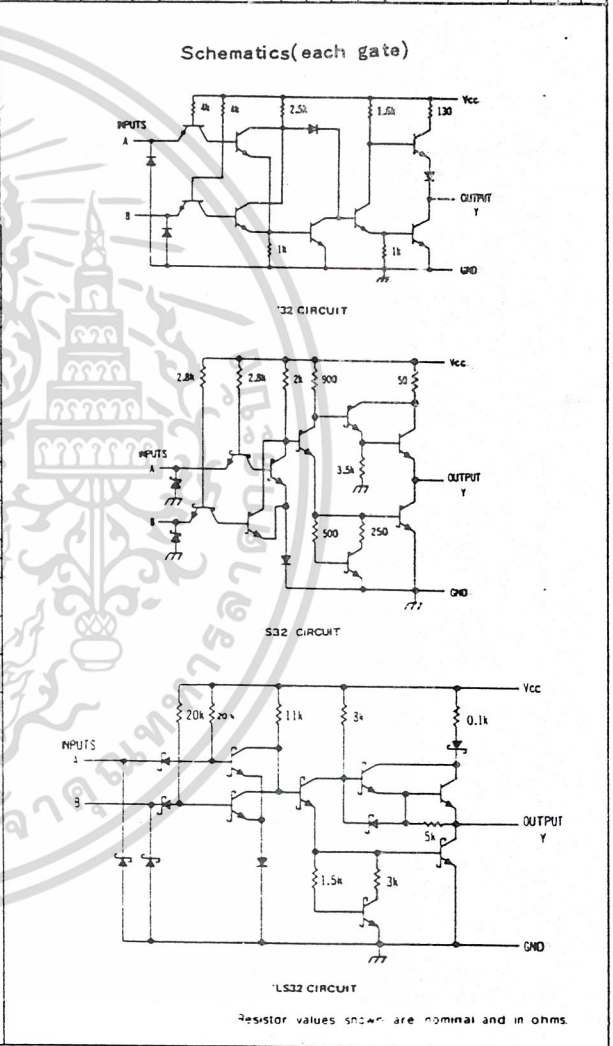 Schematics(each gate)
Vcc
4k 4k 2.5k 1.6k 130
INPUTS
A
OUTPUT
B
Y
1k 1k
GND
'32 CIRCUIT
Vcc
2.8k 2.8k 2k 900 50
INPUTS
A
3.5k
OUTPUT
Y
B
500 250
GND
S32 CIRCUIT
Vcc
20k 20k 11k 3k 0.1k
INPUTS
A
B
OUTPUT
5k
Y
1.5k 3k
GND
'LS32 CIRCUIT
Resistor values shown are nominal and in ohms.